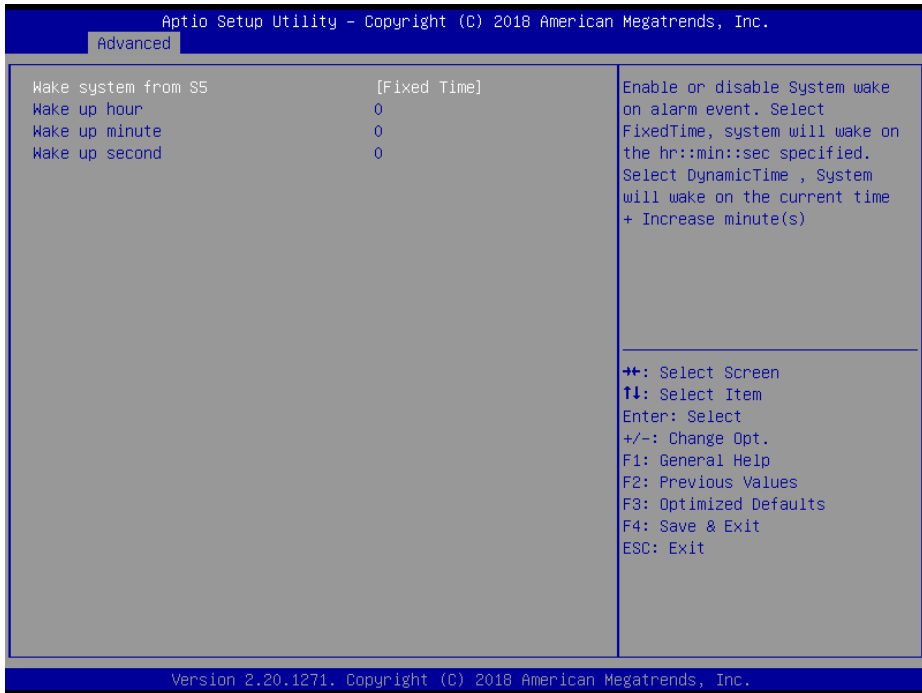 Aptio Setup Utility – Copyright (C) 2018 American Megatrends, Inc.
Advanced
Wake system from S5 [Fixed Time]
Wake up hour 0
Wake up minute 0
Wake up second 0
Enable or disable System wake
on alarm event. Select
FixedTime, system will wake on
the hr::min::sec specified.
Select DynamicTime , System
will wake on the current time
+ Increase minute(s)
→←: Select Screen
↑↓: Select Item
Enter: Select
+/-: Change Opt.
F1: General Help
F2: Previous Values
F3: Optimized Defaults
F4: Save & Exit
ESC: Exit
Version 2.20.1271. Copyright (C) 2018 American Megatrends, Inc.